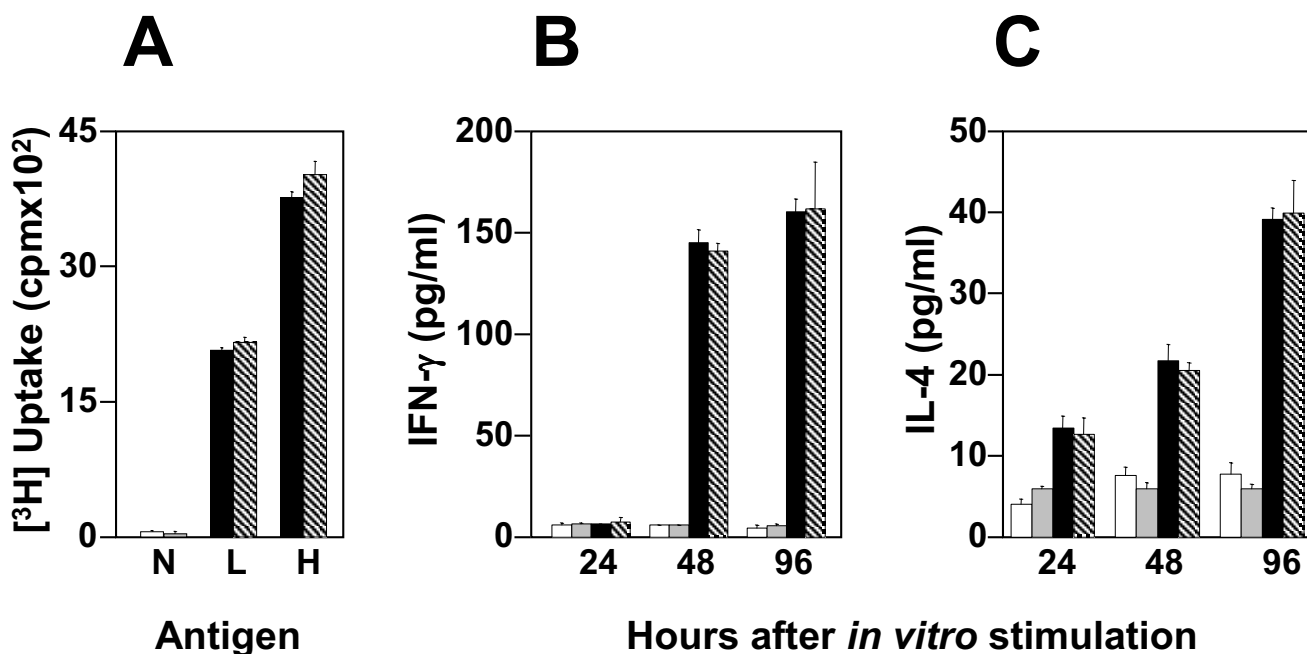 A
B
C
[³H] Uptake (cpmx10²)
45
30
15
0
N L H
Antigen
IFN-γ (pg/ml)
200
150
100
50
0
24 48 96
IL-4 (pg/ml)
50
40
30
20
10
0
24 48 96
Hours after in vitro stimulation